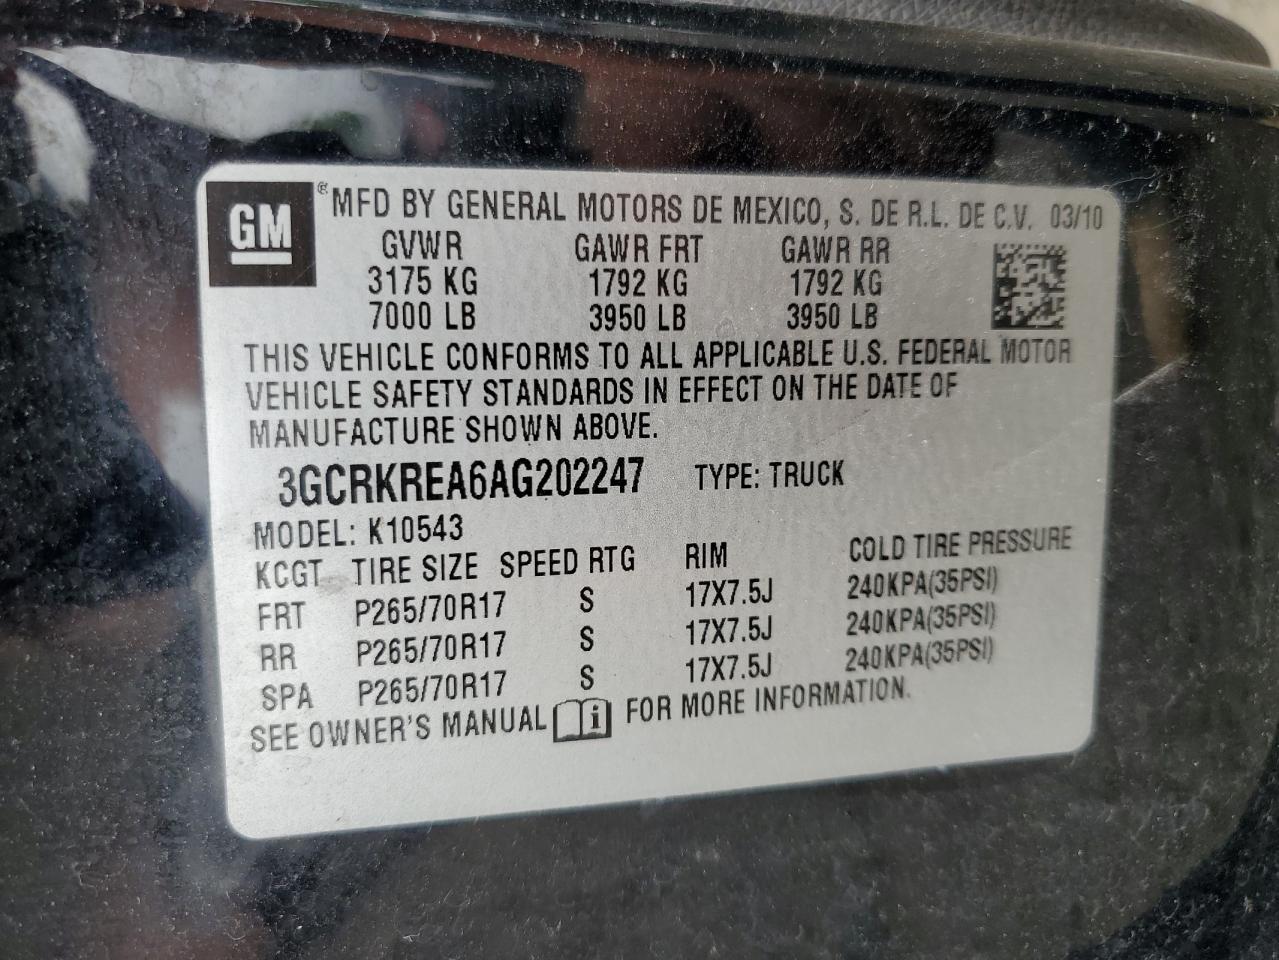 GM ® MFD BY GENERAL MOTORS DE MEXICO, S. DE R.L. DE C.V. 03/10
GVWR GAWR FRT GAWR RR
3175 KG 1792 KG 1792 KG
7000 LB 3950 LB 3950 LB
THIS VEHICLE CONFORMS TO ALL APPLICABLE U.S. FEDERAL MOTOR
VEHICLE SAFETY STANDARDS IN EFFECT ON THE DATE OF
MANUFACTURE SHOWN ABOVE.
3GCRKREA6AG202247 TYPE: TRUCK
MODEL: K10543
KCGT TIRE SIZE SPEED RTG RIM COLD TIRE PRESSURE
FRT P265/70R17 S 17X7.5J 240KPA(35PSI)
RR P265/70R17 S 17X7.5J 240KPA(35PSI)
SPA P265/70R17 S 17X7.5J 240KPA(35PSI)
SEE OWNER'S MANUAL i FOR MORE INFORMATION.